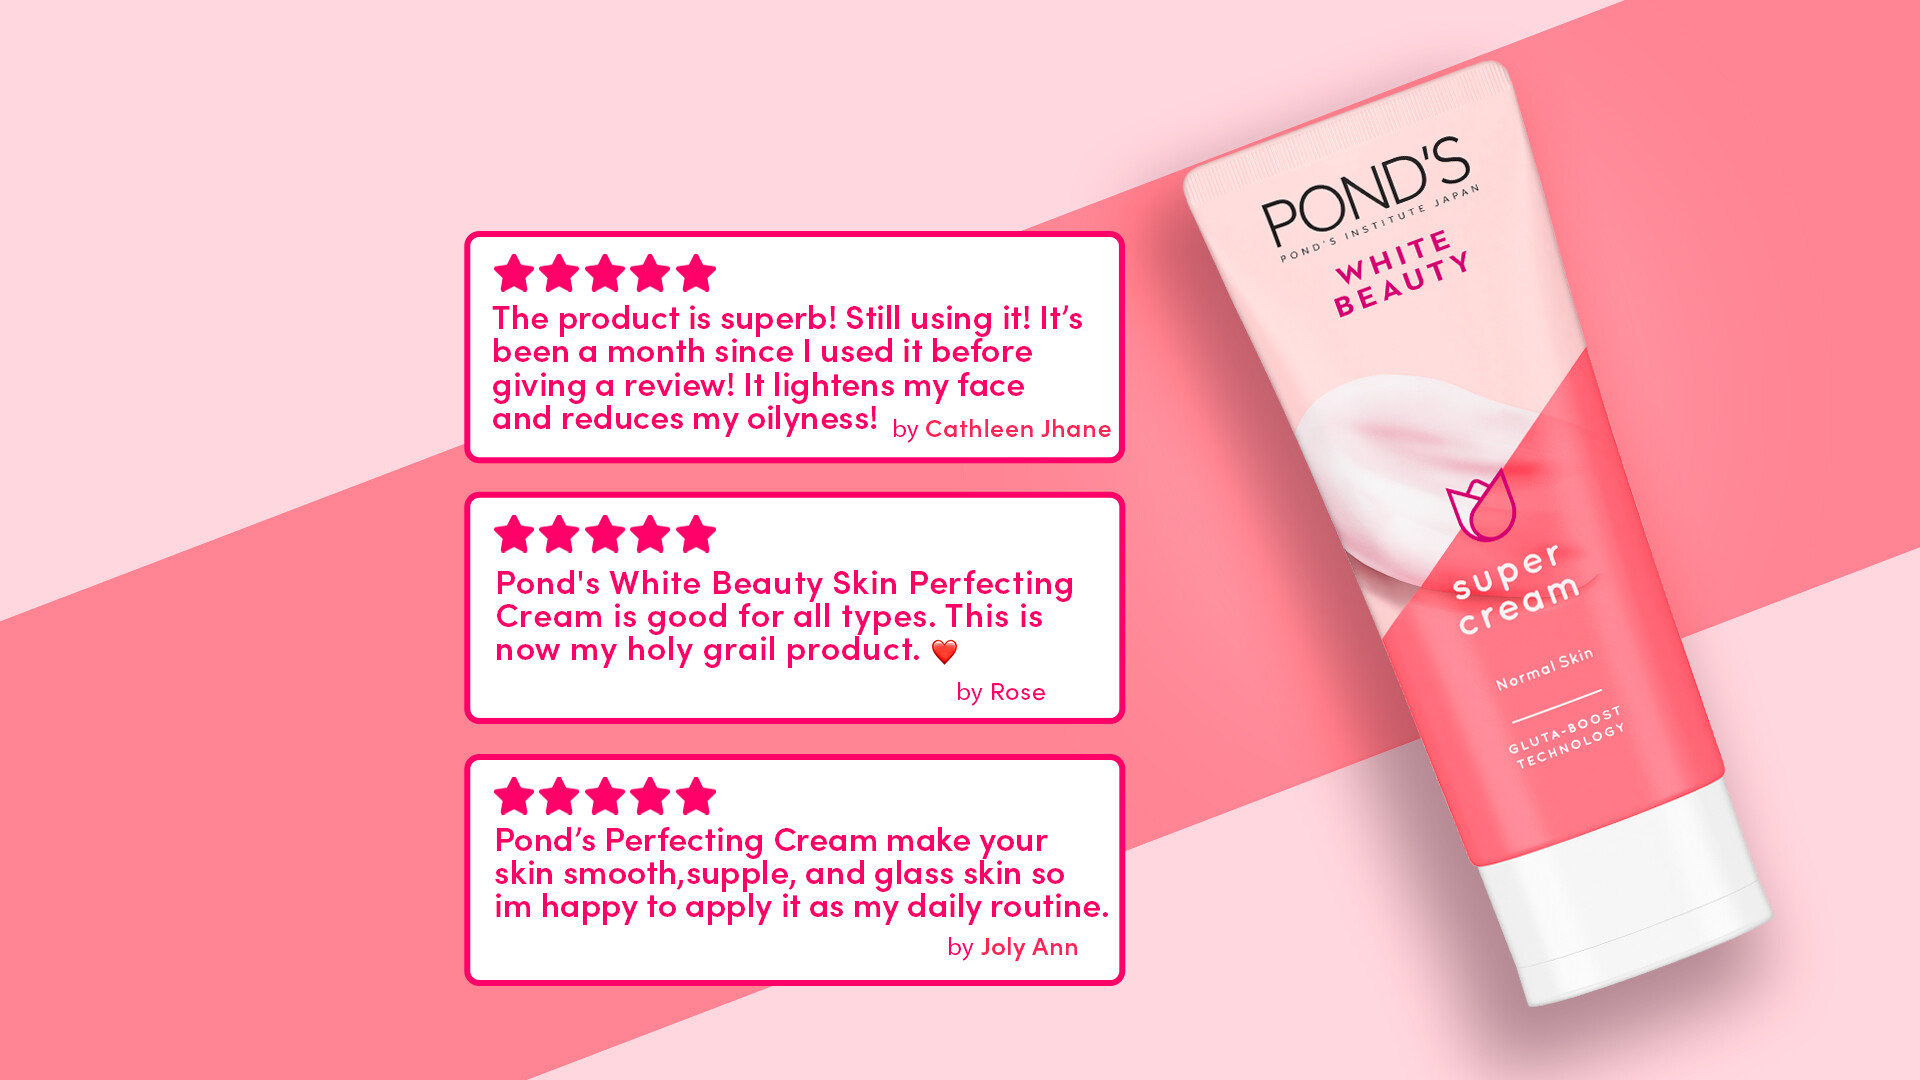 The product is superb! Still using it! It’s
been a month since I used it before
giving a review! It lightens my face
and reduces my oilyness! by Cathleen Jhane
Pond's White Beauty Skin Perfecting
Cream is good for all types. This is
now my holy grail product. ❤️
by Rose
Pond’s Perfecting Cream make your
skin smooth,supple, and glass skin so
im happy to apply it as my daily routine.
by Joly Ann
POND'S
POND'S INSTITUTE JAPAN
WHITE
BEAUTY
super
cream
Normal Skin
GLUTA-BOOST
TECHNOLOGY